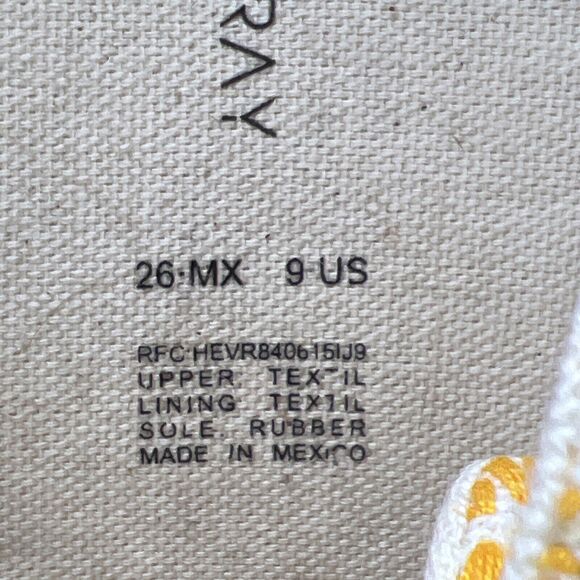 RAY
26·MX 9 US
RFC·HEVR840615IJ9
UPPER. TEXTIL
LINING TEXTIL
SOLE. RUBBER
MADE IN MEXICO